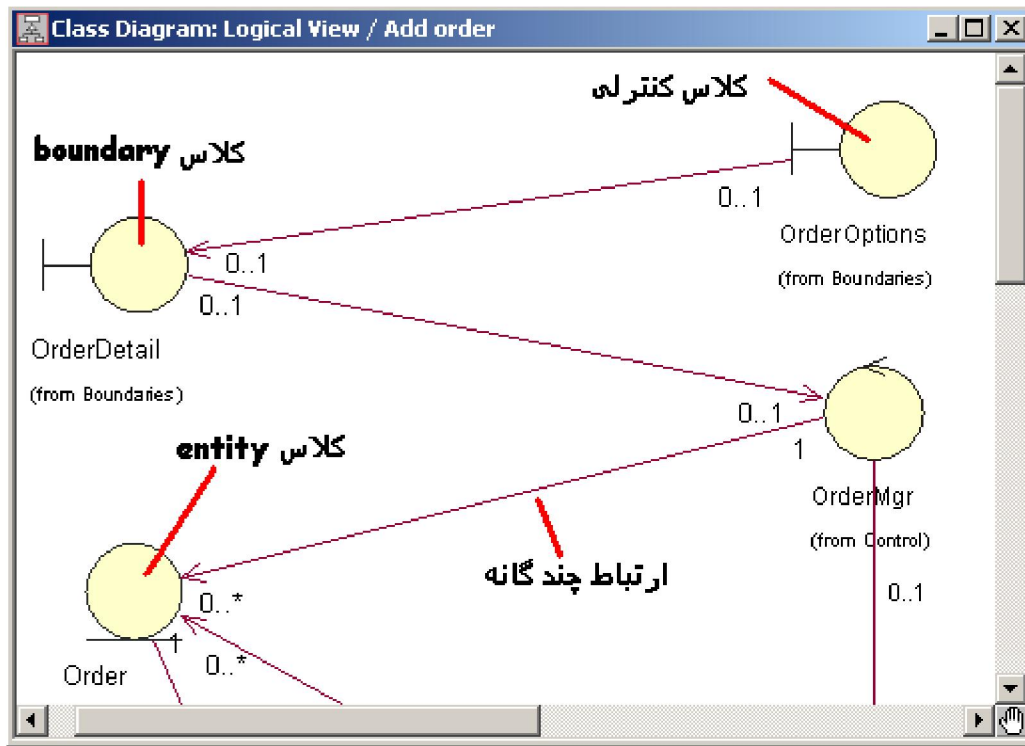 Class Diagram: Logical View / Add order
کلاس کنترلی
کلاس boundary
0..1
OrderOptions
(from Boundaries)
0..1
0..1
OrderDetail
(from Boundaries)
0..1
1
کلاس entity
OrderMgr
(from Control)
ارتباط چند گانه
0..1
0..*
1
0..*
Order